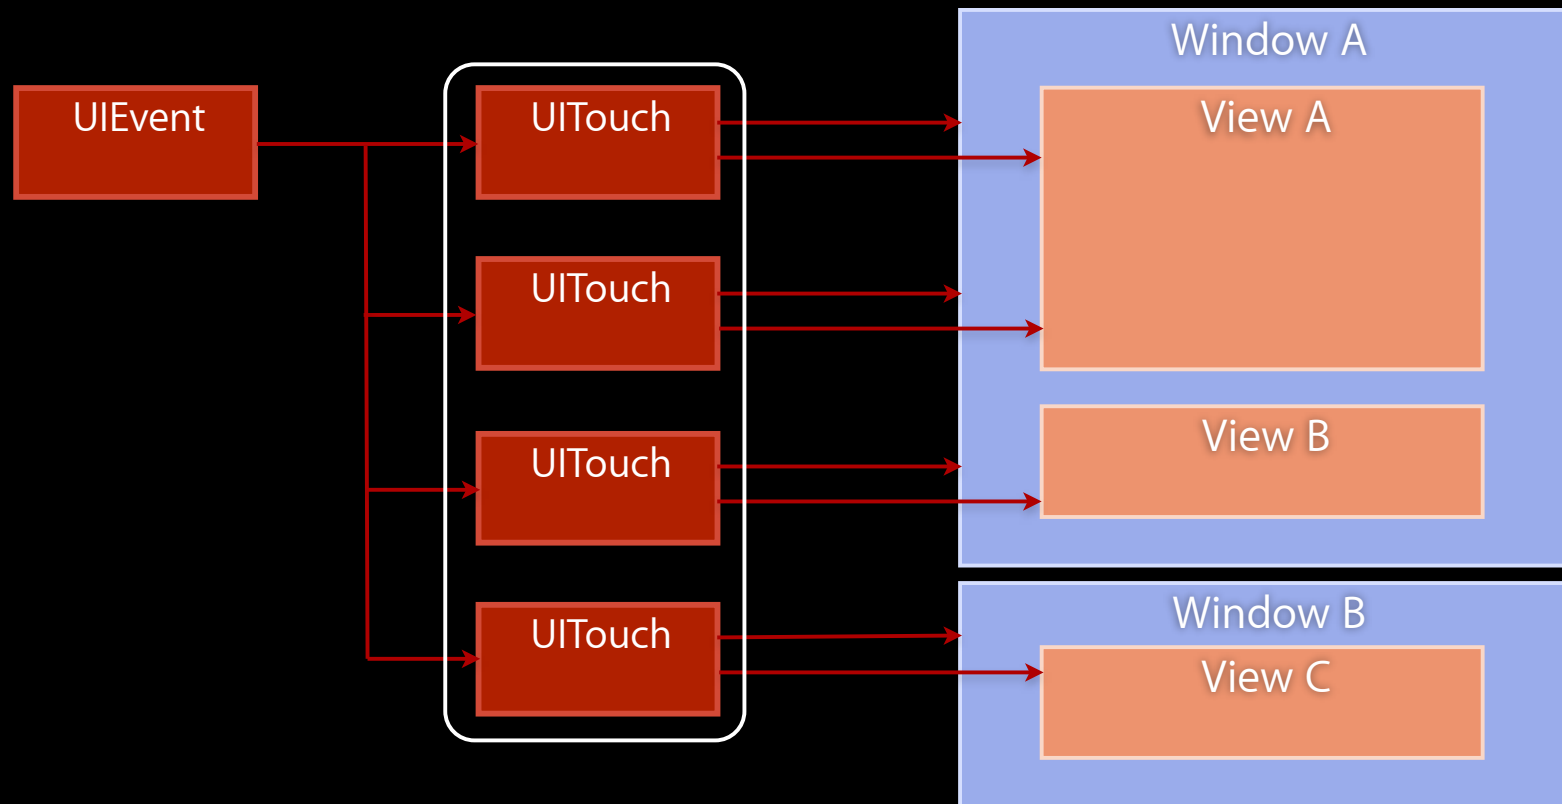 UIEvent
UITouch
UITouch
UITouch
UITouch
Window A
View A
View B
Window B
View C